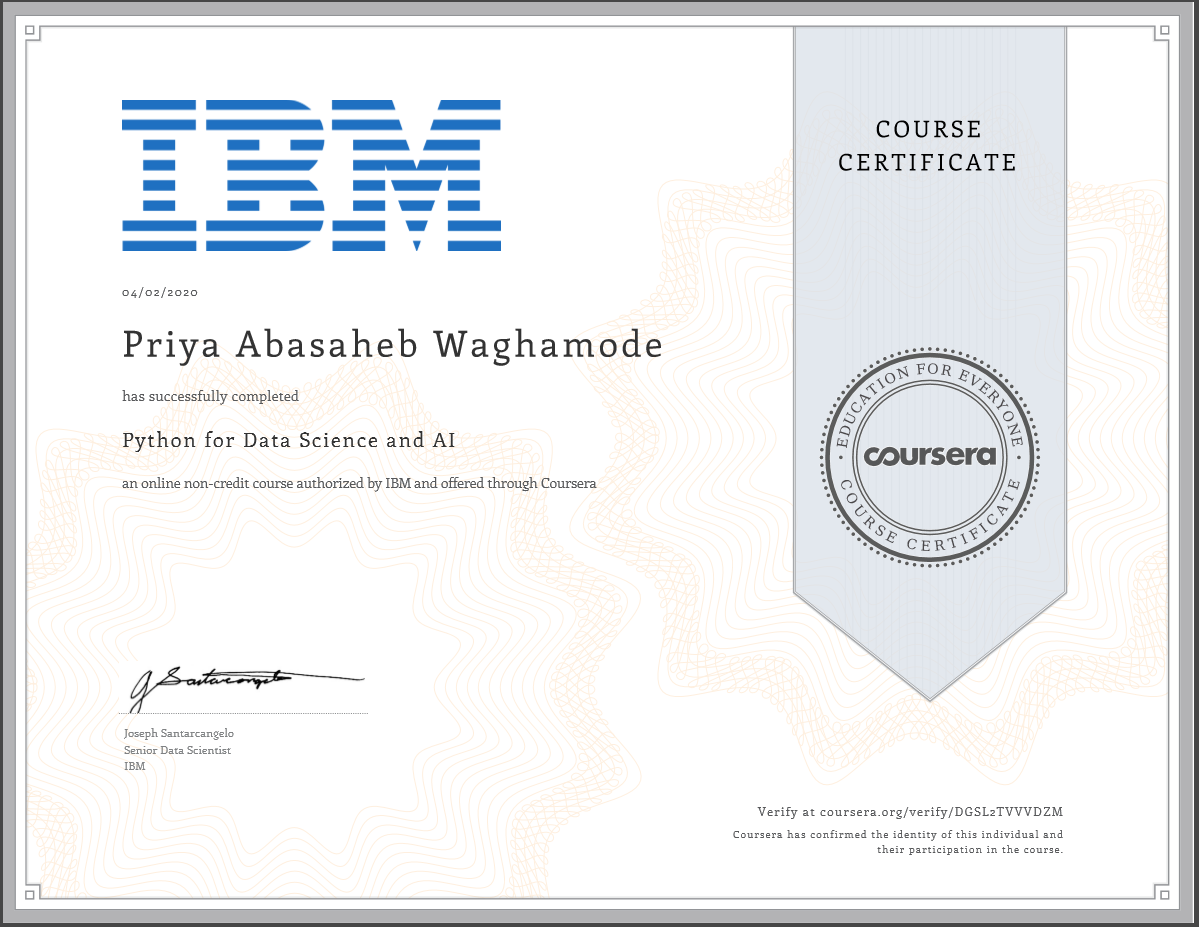 IBM
COURSE
CERTIFICATE
04/02/2020
Priya Abasaheb Waghamode
has successfully completed
Python for Data Science and AI
an online non-credit course authorized by IBM and offered through Coursera
EDUCATION FOR EVERYONE
coursera
COURSE CERTIFICATE
J Santarcangelo
Joseph Santarcangelo
Senior Data Scientist
IBM
Verify at coursera.org/verify/DGSL2TVVVDZM
Coursera has confirmed the identity of this individual and
their participation in the course.